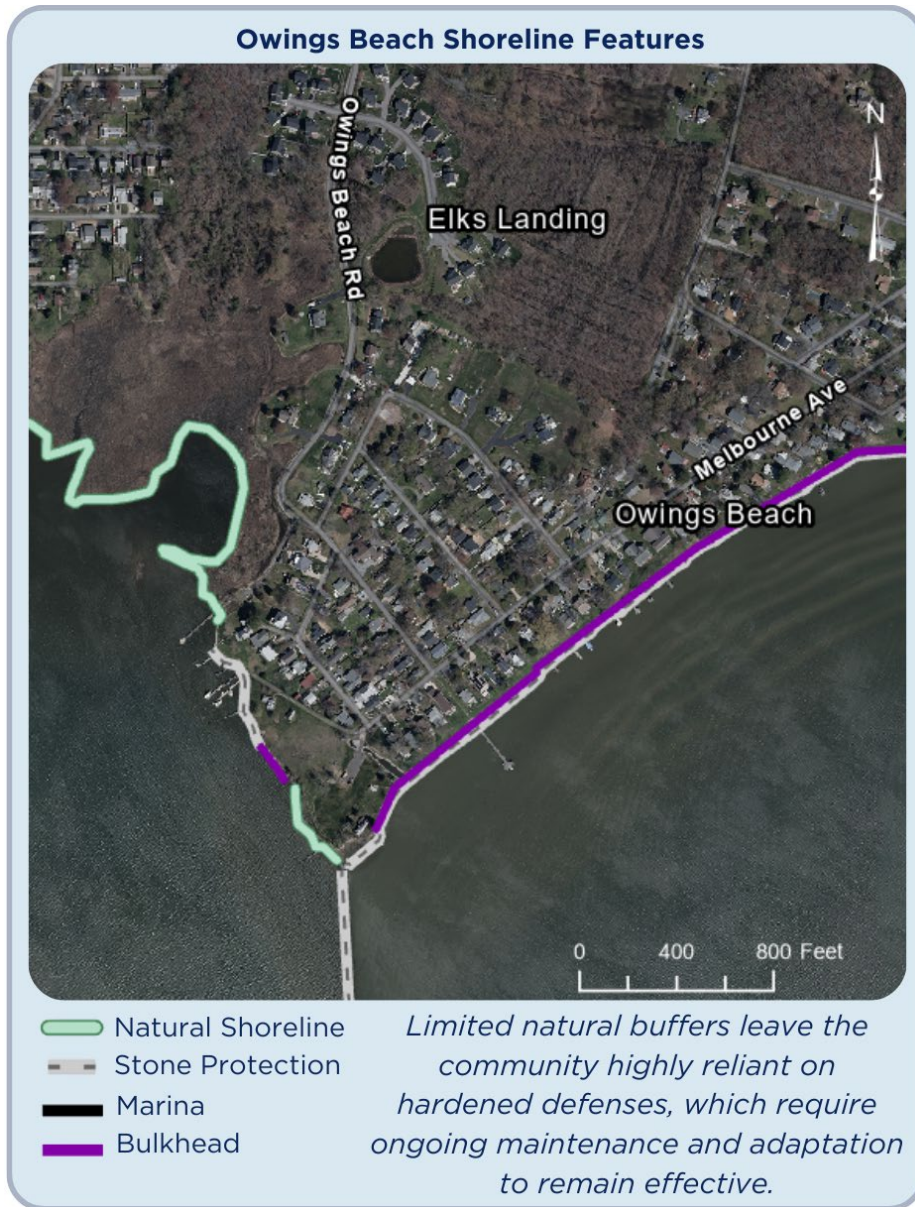 Owings Beach Shoreline Features
Owings Beach Rd
N
Elks Landing
Melbourne Ave
Owings Beach
0 400 800 Feet
Natural Shoreline
Stone Protection
Marina
Bulkhead
Limited natural buffers leave the
community highly reliant on
hardened defenses, which require
ongoing maintenance and adaptation
to remain effective.